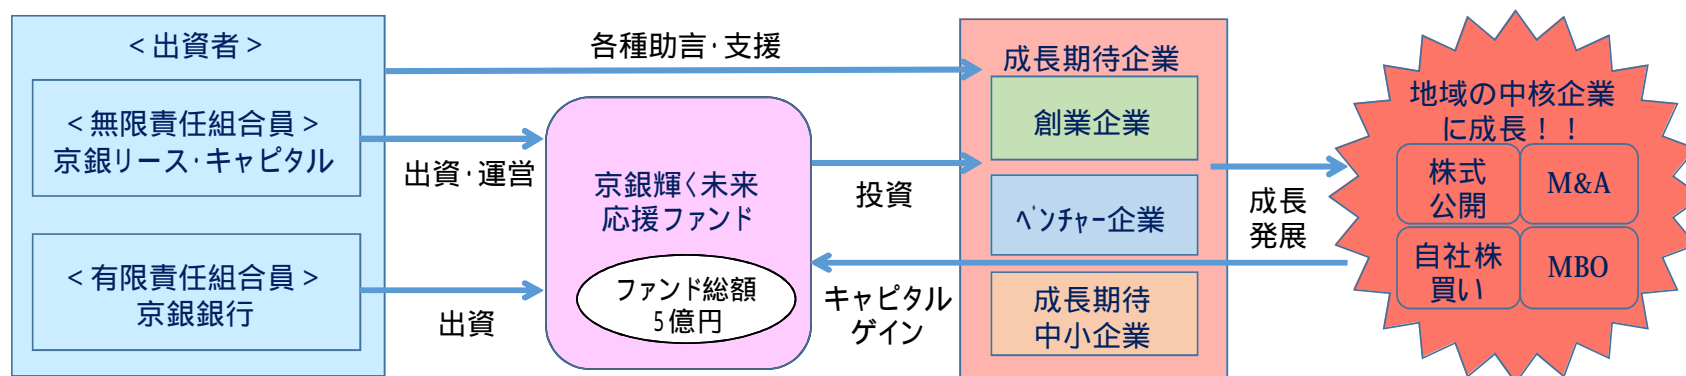 <出資者>
<無限責任組合員>
京銀リース・キャピタル
<有限責任組合員>
京銀銀行
各種助言・支援
出資・運営
出資
京銀輝く未来
応援ファンド
ファンド総額
5億円
投資
キャピタル
ゲイン
成長期待企業
創業企業
ベンチャー企業
成長期待
中小企業
成長
発展
地域の中核企業
に成長！！
株式
公開
M&A
自社株
買い
MBO